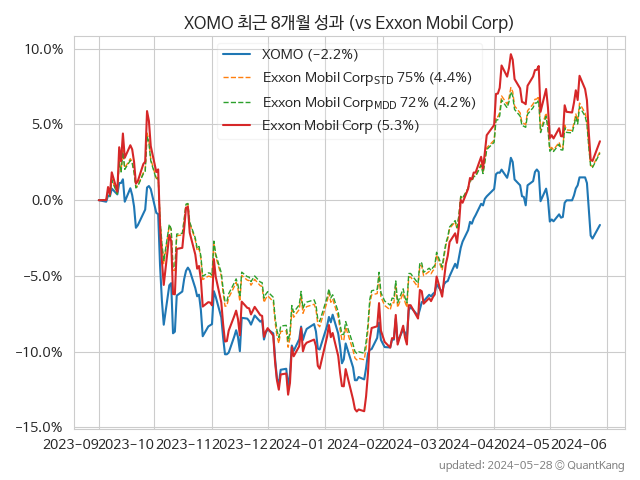 XOMO 최근 8개월 성과 (vs Exxon Mobil Corp)
XOMO (−2.2%)
Exxon Mobil CorpSTD 75% (4.4%)
Exxon Mobil CorpMDD 72% (4.2%)
Exxon Mobil Corp (5.3%)
10.0%
5.0%
0.0%
−5.0%
−10.0%
−15.0%
2023-09 2023-10 2023-11 2023-12 2024-01 2024-02 2024-03 2024-04 2024-05 2024-06
updated: 2024-05-28 © QuantKang